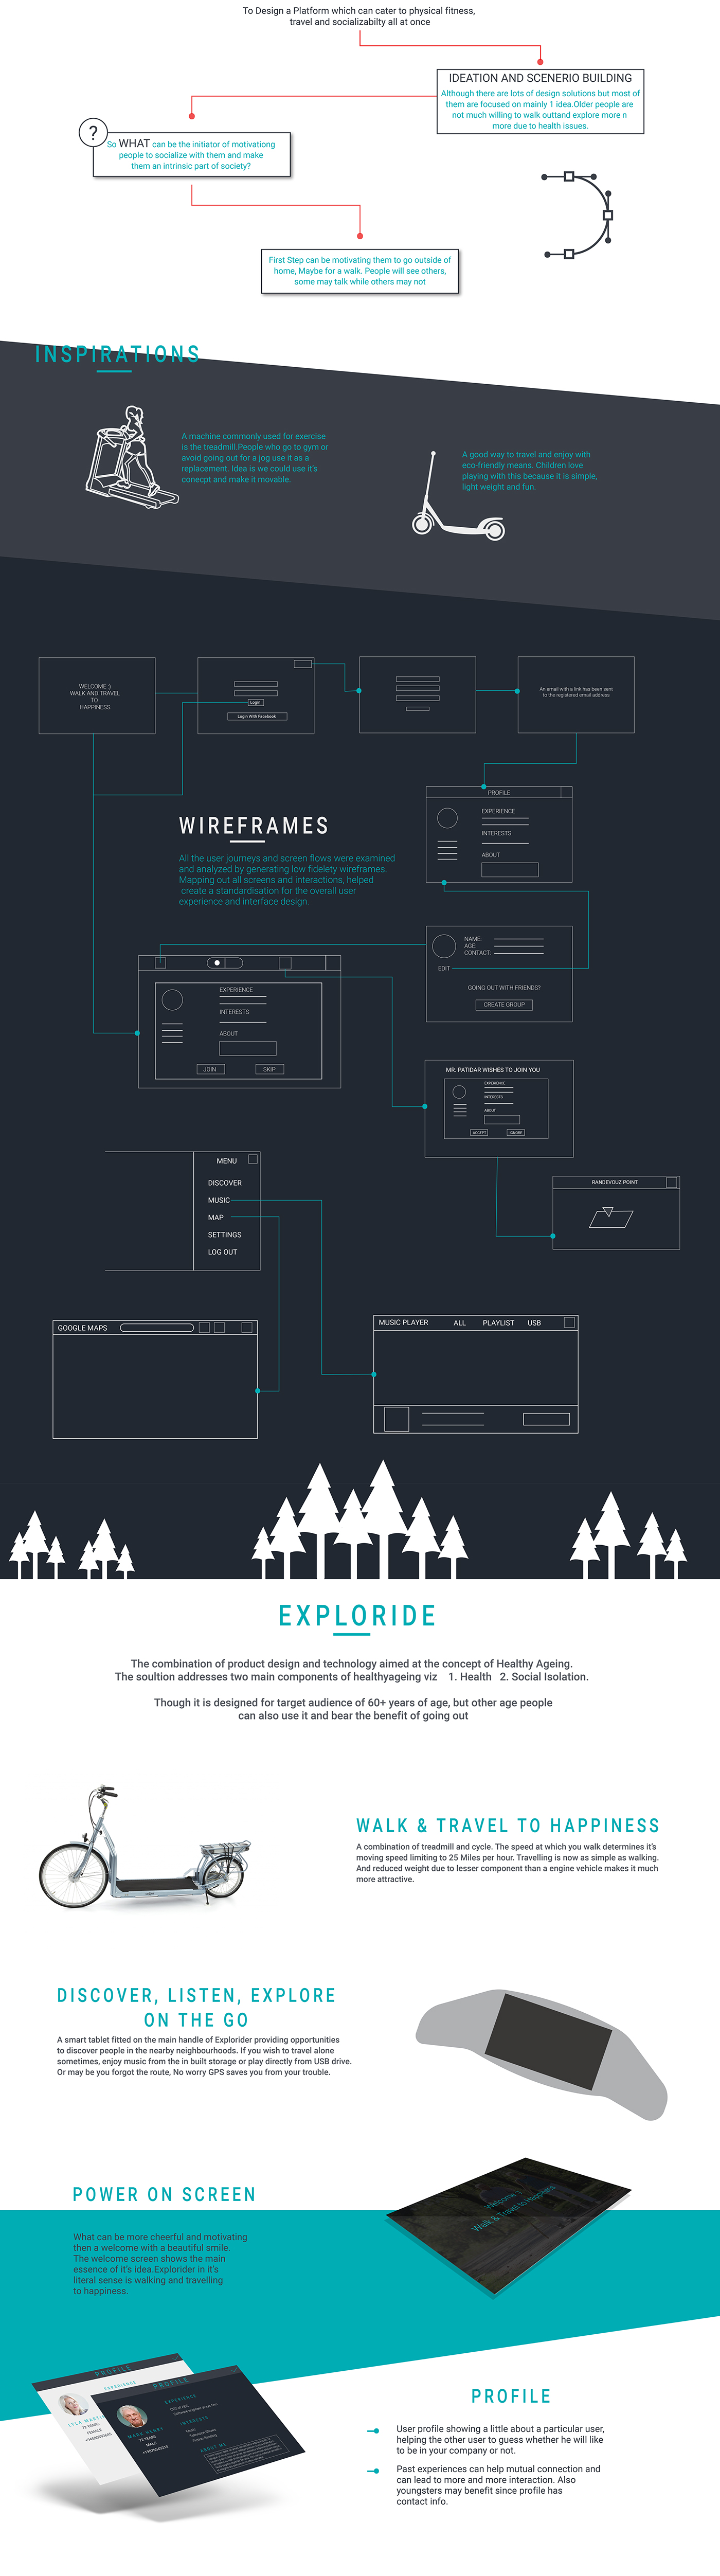 To Design a Platform which can cater to physical fitness,
travel and socializabilty all at once
IDEATION AND SCENERIO BUILDING
Although there are lots of design solutions but most of
them are focused on mainly 1 idea.Older people are
not much willing to walk outtand explore more n
more due to health issues.
?
So WHAT can be the initiator of motivationg
people to socialize with them and make
them an intrinsic part of society?
First Step can be motivating them to go outside of
home, Maybe for a walk. People will see others,
some may talk while others may not
INSPIRATIONS
A machine commonly used for exercise
is the treadmill.People who go to gym or
avoid going out for a jog use it as a
replacement. Idea is we could use it's
conecpt and make it movable.
A good way to travel and enjoy with
eco-friendly means. Children love
playing with this because it is simple,
light weight and fun.
WELCOME :)
WALK AND TRAVEL
TO
HAPPINESS
Login
Login With Facebook
An email with a link has been sent
to the registered email address
PROFILE
EXPERIENCE
INTERESTS
ABOUT
WIREFRAMES
All the user journeys and screen flows were examined
and analyzed by generating low fidelety wireframes.
Mapping out all screens and interactions, helped
create a standardisation for the overall user
experience and interface design.
NAME:
AGE:
CONTACT:
EDIT
GOING OUT WITH FRIENDS?
CREATE GROUP
EXPERIENCE
INTERESTS
ABOUT
JOIN SKIP
MR. PATIDAR WISHES TO JOIN YOU
EXPERIENCE
INTERESTS
ABOUT
ACCEPT IGNORE
MENU
DISCOVER
MUSIC
MAP
SETTINGS
LOG OUT
RANDEVOUZ POINT
GOOGLE MAPS
MUSIC PLAYER ALL PLAYLIST USB
EXPLORIDE
The combination of product design and technology aimed at the concept of Healthy Ageing.
The soultion addresses two main components of healthyageing viz 1. Health 2. Social Isolation.
Though it is designed for target audience of 60+ years of age, but other age people
can also use it and bear the benefit of going out
WALK & TRAVEL TO HAPPINESS
A combination of treadmill and cycle. The speed at which you walk determines it's
moving speed limiting to 25 Miles per hour. Travelling is now as simple as walking.
And reduced weight due to lesser component than a engine vehicle makes it much
more attractive.
DISCOVER, LISTEN, EXPLORE
ON THE GO
A smart tablet fitted on the main handle of Explorider providing opportunities
to discover people in the nearby neighbourhoods. If you wish to travel alone
sometimes, enjoy music from the in built storage or play directly from USB drive.
Or may be you forgot the route, No worry GPS saves you from your trouble.
POWER ON SCREEN
What can be more cheerful and motivating
then a welcome with a beautiful smile.
The welcome screen shows the main
essence of it's idea.Explorider in it's
literal sense is walking and travelling
to happiness.
Welcome :)
Walk & Travel to Happiness
PROFILE
EXPERIENCE
72 YEARS
FEMALE
PROFILE
EXPERIENCE
INTERESTS
MARK HENRY
72 YEARS
MALE
ABOUT ME
PROFILE
User profile showing a little about a particular user,
helping the other user to guess whether he will like
to be in your company or not.
Past experiences can help mutual connection and
can lead to more and more interaction. Also
youngsters may benefit since profile has
contact info.